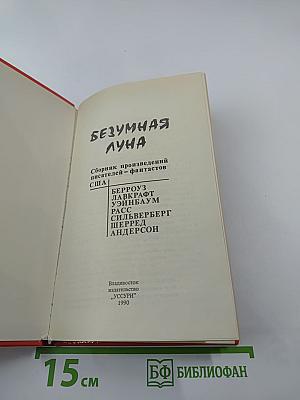 БЕЗУМНАЯ
ЛУНА
Сборник произведений
писателей-фантастов
США
БЕРРОУЗ
ЛАВКРАФТ
УЭЙНБАУМ
РАСС
СИЛЬВЕРБЕРГ
ШЕРРЕД
АНДЕРСОН
Владивосток
издательство
„УССУРИ"
1990
15 см
БФ БИБЛИОФАН